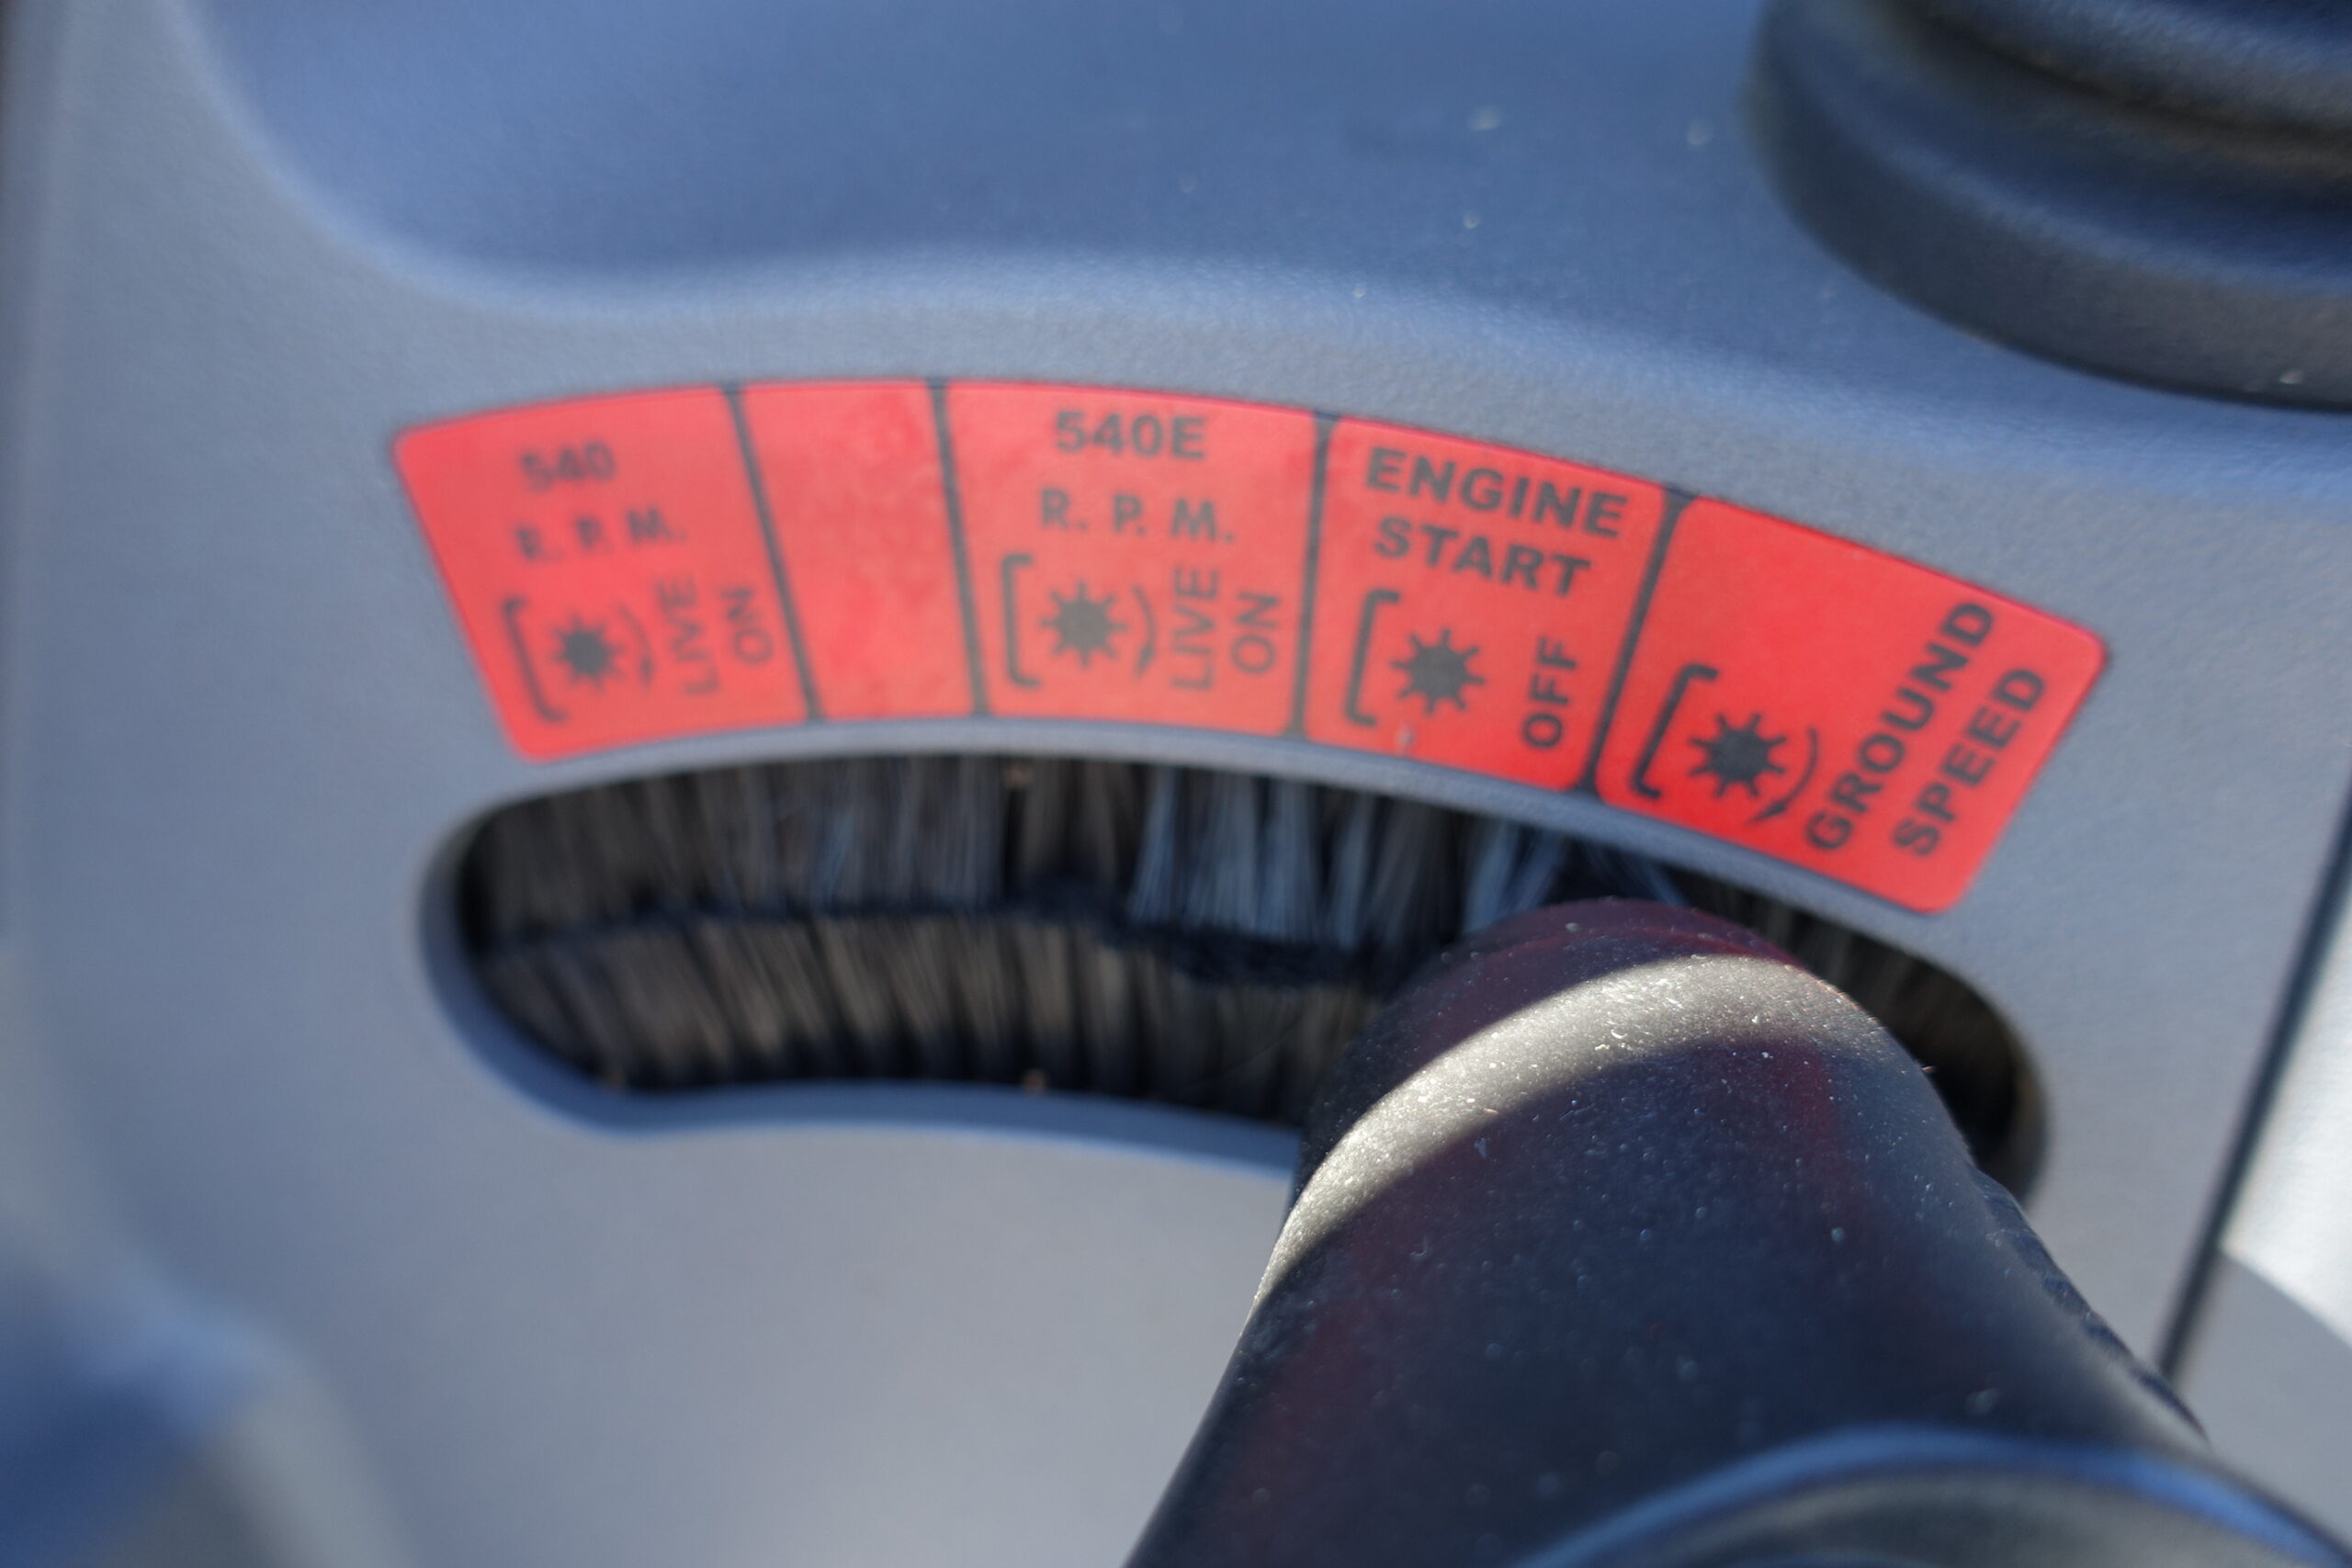 540
R. P. M.
LIVE
ON
540E
R. P. M.
LIVE
ON
ENGINE
START
OFF
GROUND
SPEED